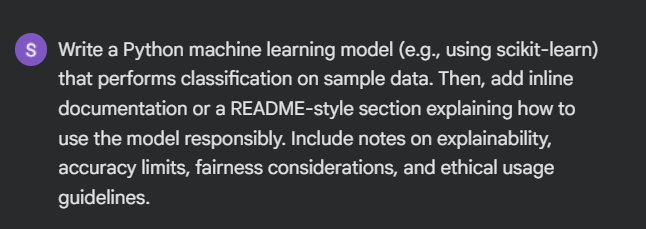 S Write a Python machine learning model (e.g., using scikit-learn)
that performs classification on sample data. Then, add inline
documentation or a README-style section explaining how to
use the model responsibly. Include notes on explainability,
accuracy limits, fairness considerations, and ethical usage
guidelines.